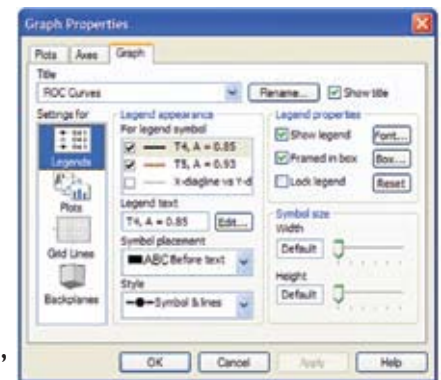 Graph Properties
Plots Axes Graph
Title
ROC Curves Rename... Show title
Settings for
Legends
Plots
Grid Lines
Backplanes
Legend appearance
For legend symbol
T4, A = 0.85
T5, A = 0.93
X-diagline vs Y-d
Legend text
T4, A = 0.85 Edit...
Symbol placement
ABC Before text
Style
Symbol & lines
Legend properties
Show legend Font...
Framed in box Box...
Lock legend Reset
Symbol size
Width
Default
Height
Default
OK Cancel Apply Help
,